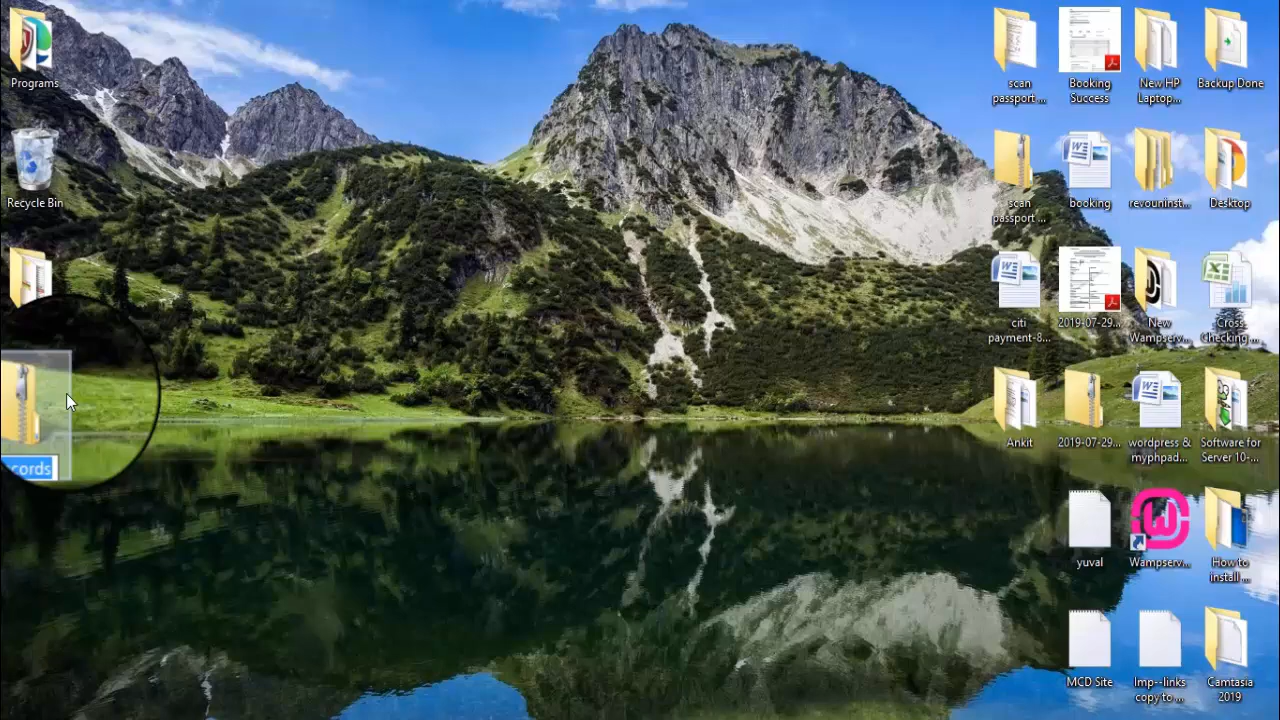 Programs
scan
passport ...
Booking
Success
New HP
Laptop...
Backup Done
Recycle Bin
scan
passport ...
booking
revouninst...
Desktop
citi
payment-8...
2019-07-29...
New
Wampserv...
Cross
Checking...
cords
Ankit
2019-07-29...
wordpress &
myphpad...
Software for
Server 10-...
yuval
Wampserv...
How to
install ...
MCD Site
Imp--links
copy to ...
Camtasia
2019